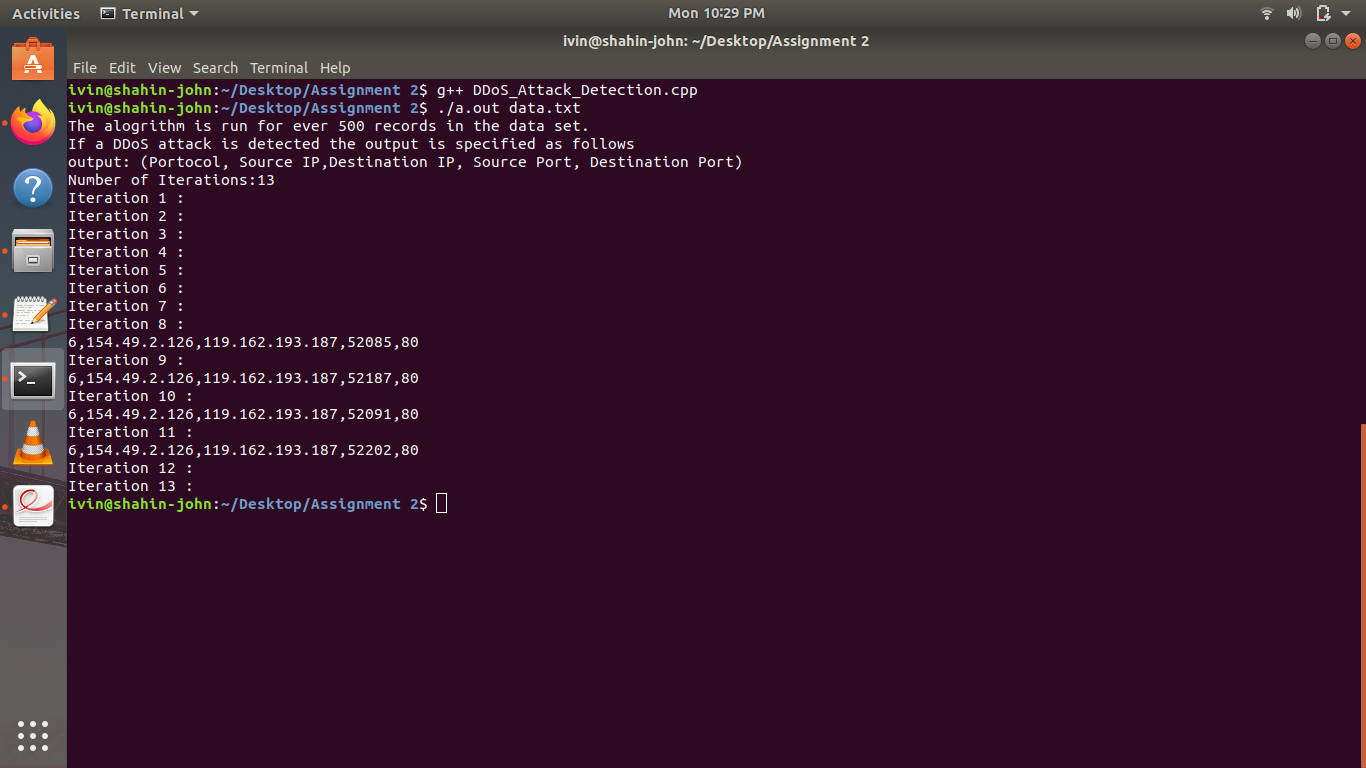 Activities Terminal Mon 10:29 PM
ivin@shahin-john: ~/Desktop/Assignment 2
File Edit View Search Terminal Help
ivin@shahin-john:~/Desktop/Assignment 2$ g++ DDoS_Attack_Detection.cpp
ivin@shahin-john:~/Desktop/Assignment 2$ ./a.out data.txt
The alogrithm is run for ever 500 records in the data set.
If a DDoS attack is detected the output is specified as follows
output: (Portocol, Source IP,Destination IP, Source Port, Destination Port)
Number of Iterations:13
Iteration 1 :
Iteration 2 :
Iteration 3 :
Iteration 4 :
Iteration 5 :
Iteration 6 :
Iteration 7 :
Iteration 8 :
6,154.49.2.126,119.162.193.187,52085,80
Iteration 9 :
6,154.49.2.126,119.162.193.187,52187,80
Iteration 10 :
6,154.49.2.126,119.162.193.187,52091,80
Iteration 11 :
6,154.49.2.126,119.162.193.187,52202,80
Iteration 12 :
Iteration 13 :
ivin@shahin-john:~/Desktop/Assignment 2$